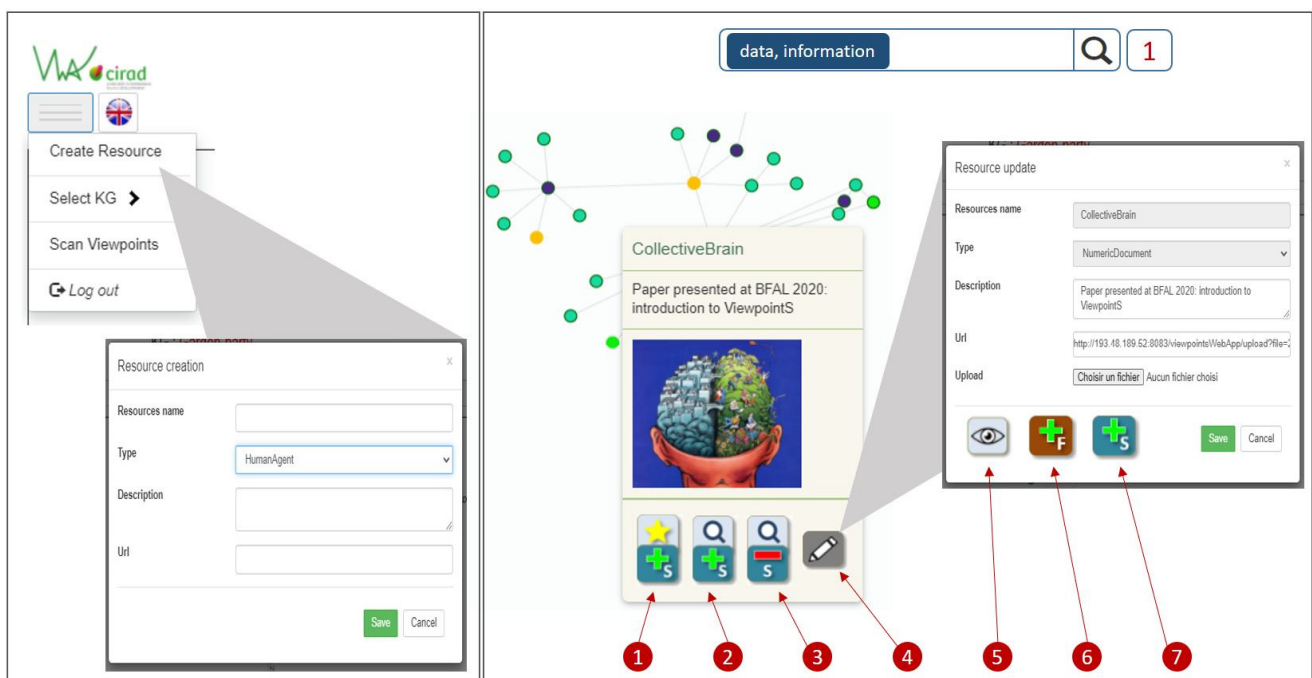 cirad
Create Resource
Select KG
Scan Viewpoints
Log out
Resource creation
x
Resources name
Type
HumanAgent
Description
Url
Save
Cancel
data, information
1
CollectiveBrain
Paper presented at BFAL 2020:
introduction to ViewpointS
+s
+s
s
1
2
3
4
Resource update
x
Resources name
CollectiveBrain
Type
NumericDocument
Description
Paper presented at BFAL 2020: introduction to
ViewpointS
Url
http://193.48.189.52:8083/viewpointsWebApp/upload?file=
Upload
Choisir un fichier Aucun fichier choisi
+F
+s
Save
Cancel
5
6
7